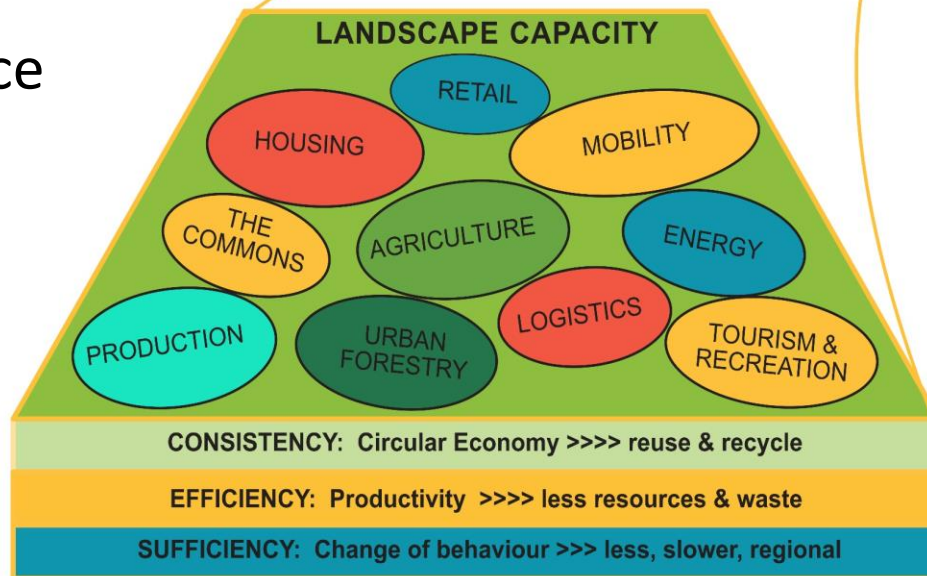 ce
LANDSCAPE CAPACITY
RETAIL
HOUSING
MOBILITY
THE
COMMONS
AGRICULTURE
ENERGY
PRODUCTION
URBAN
FORESTRY
LOGISTICS
TOURISM &
RECREATION
CONSISTENCY: Circular Economy >>>> reuse & recycle
EFFICIENCY: Productivity >>>> less resources & waste
SUFFICIENCY: Change of behaviour >>> less, slower, regional